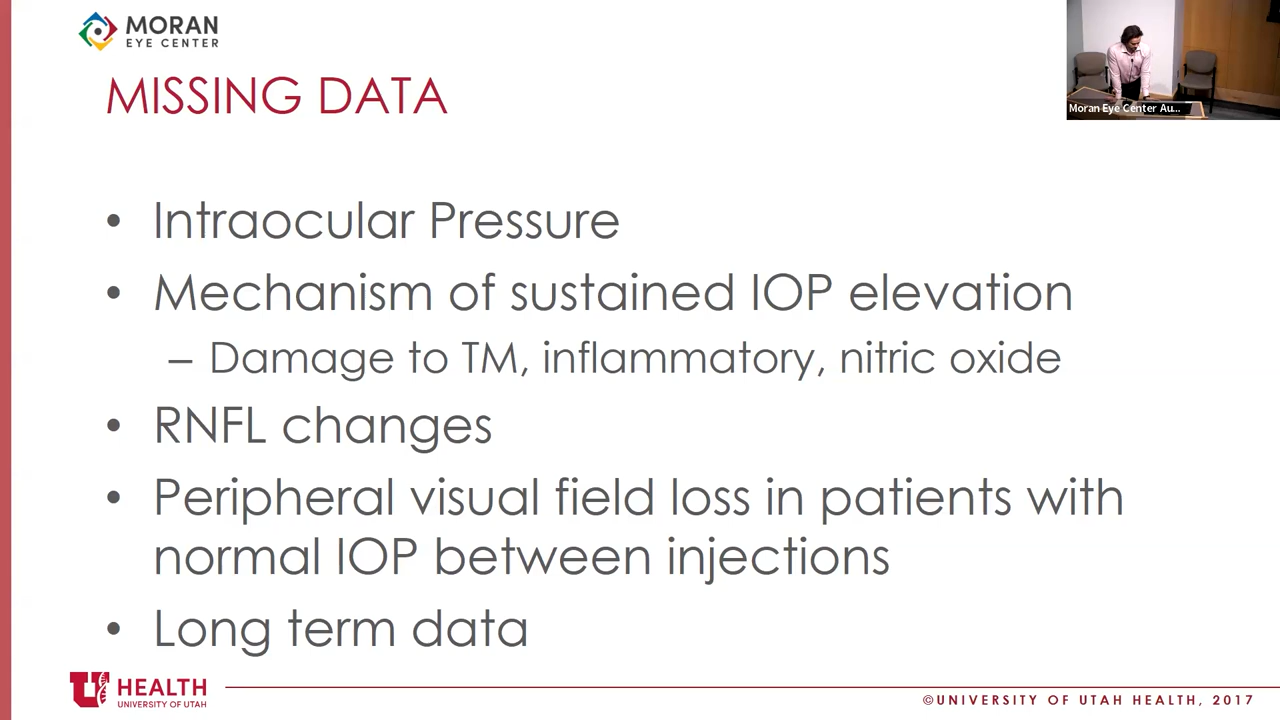 MORAN
EYE CENTER
Moran Eye Center Au...
MISSING DATA
• Intraocular Pressure
• Mechanism of sustained IOP elevation
– Damage to TM, inflammatory, nitric oxide
• RNFL changes
• Peripheral visual field loss in patients with
normal IOP between injections
• Long term data
U HEALTH
UNIVERSITY OF UTAH
©UNIVERSITY OF UTAH HEALTH, 2017